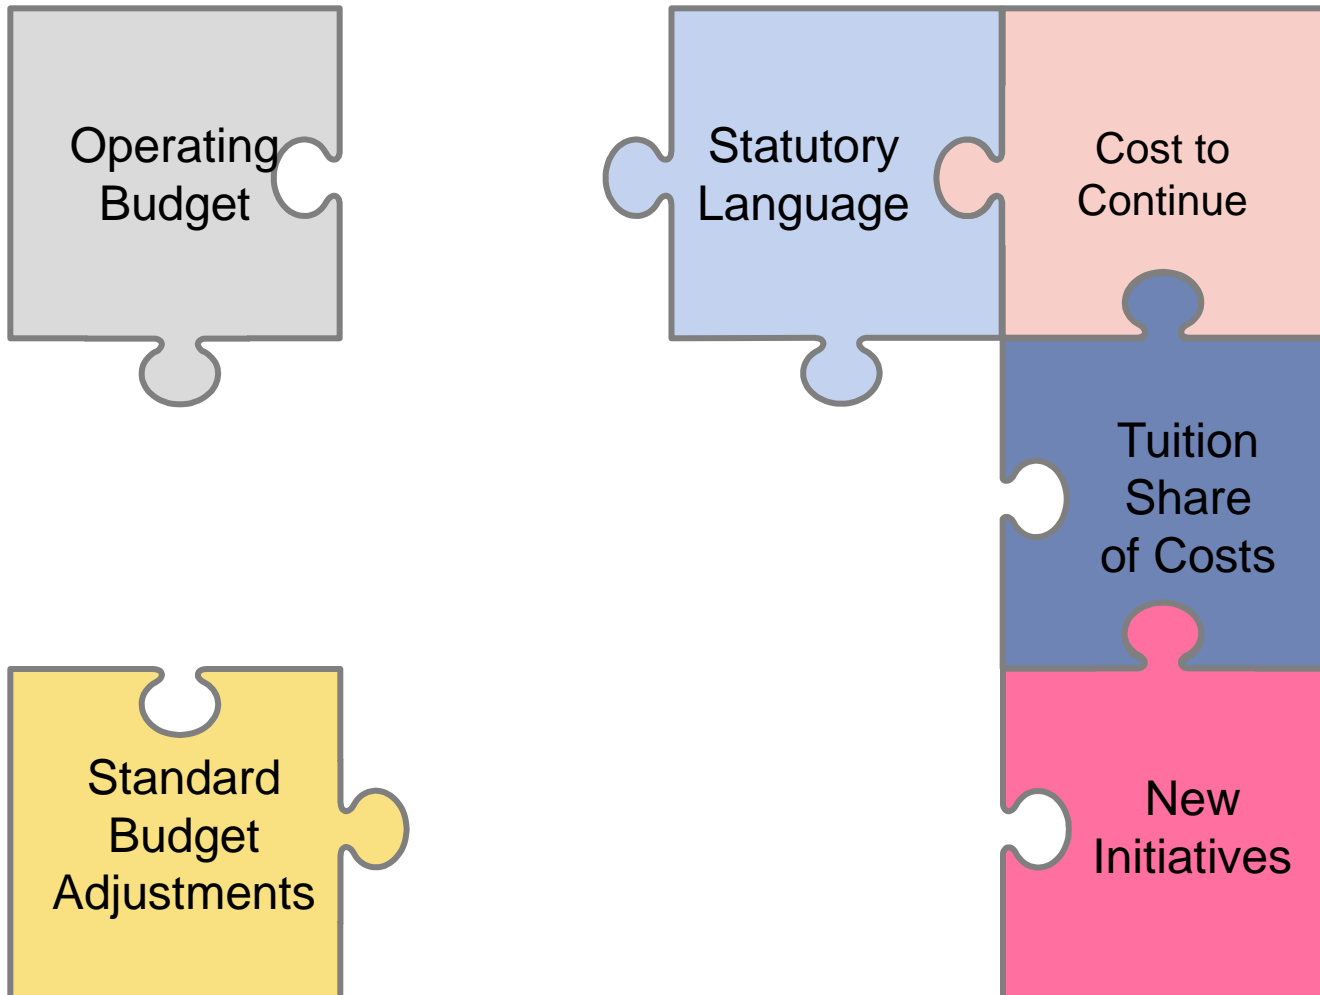 Operating
Budget
Statutory
Language
Cost to
Continue
Tuition
Share
of Costs
Standard
Budget
Adjustments
New
Initiatives